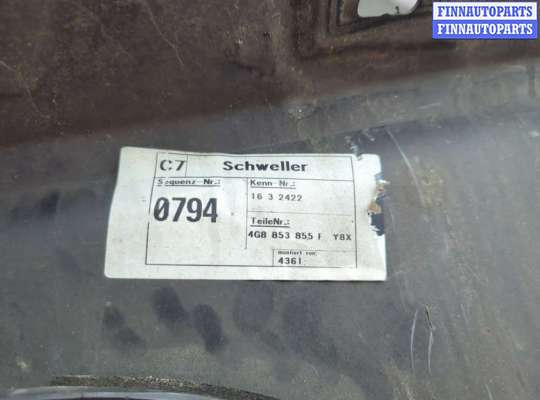 FINNAUTOPARTS
FINNAUTOPARTS
C7 Schweller
Sequenz-Nr.: Kenn-Nr.:
16 3 2422
0794
TeileNr.:
4G8 853 855 F Y8X
montiert von:
4361